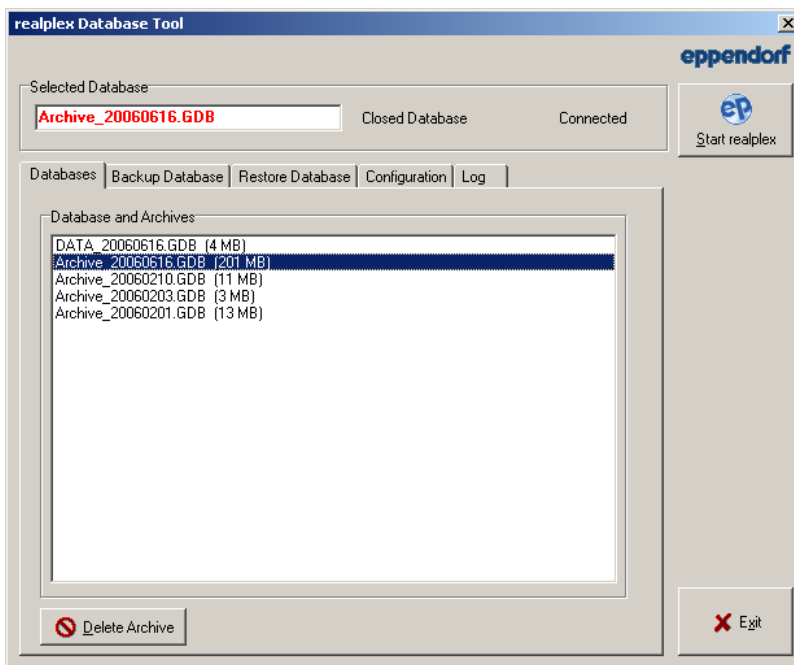 realplex Database Tool
eppendorf
Selected Database
Archive_20060616.GDB Closed Database Connected
ep
Start realplex
Databases Backup Database Restore Database Configuration Log
Database and Archives
DATA_20060616.GDB (4 MB)
Archive_20060616.GDB (201 MB)
Archive_20060210.GDB (11 MB)
Archive_20060203.GDB (3 MB)
Archive_20060201.GDB (13 MB)
Delete Archive
Exit